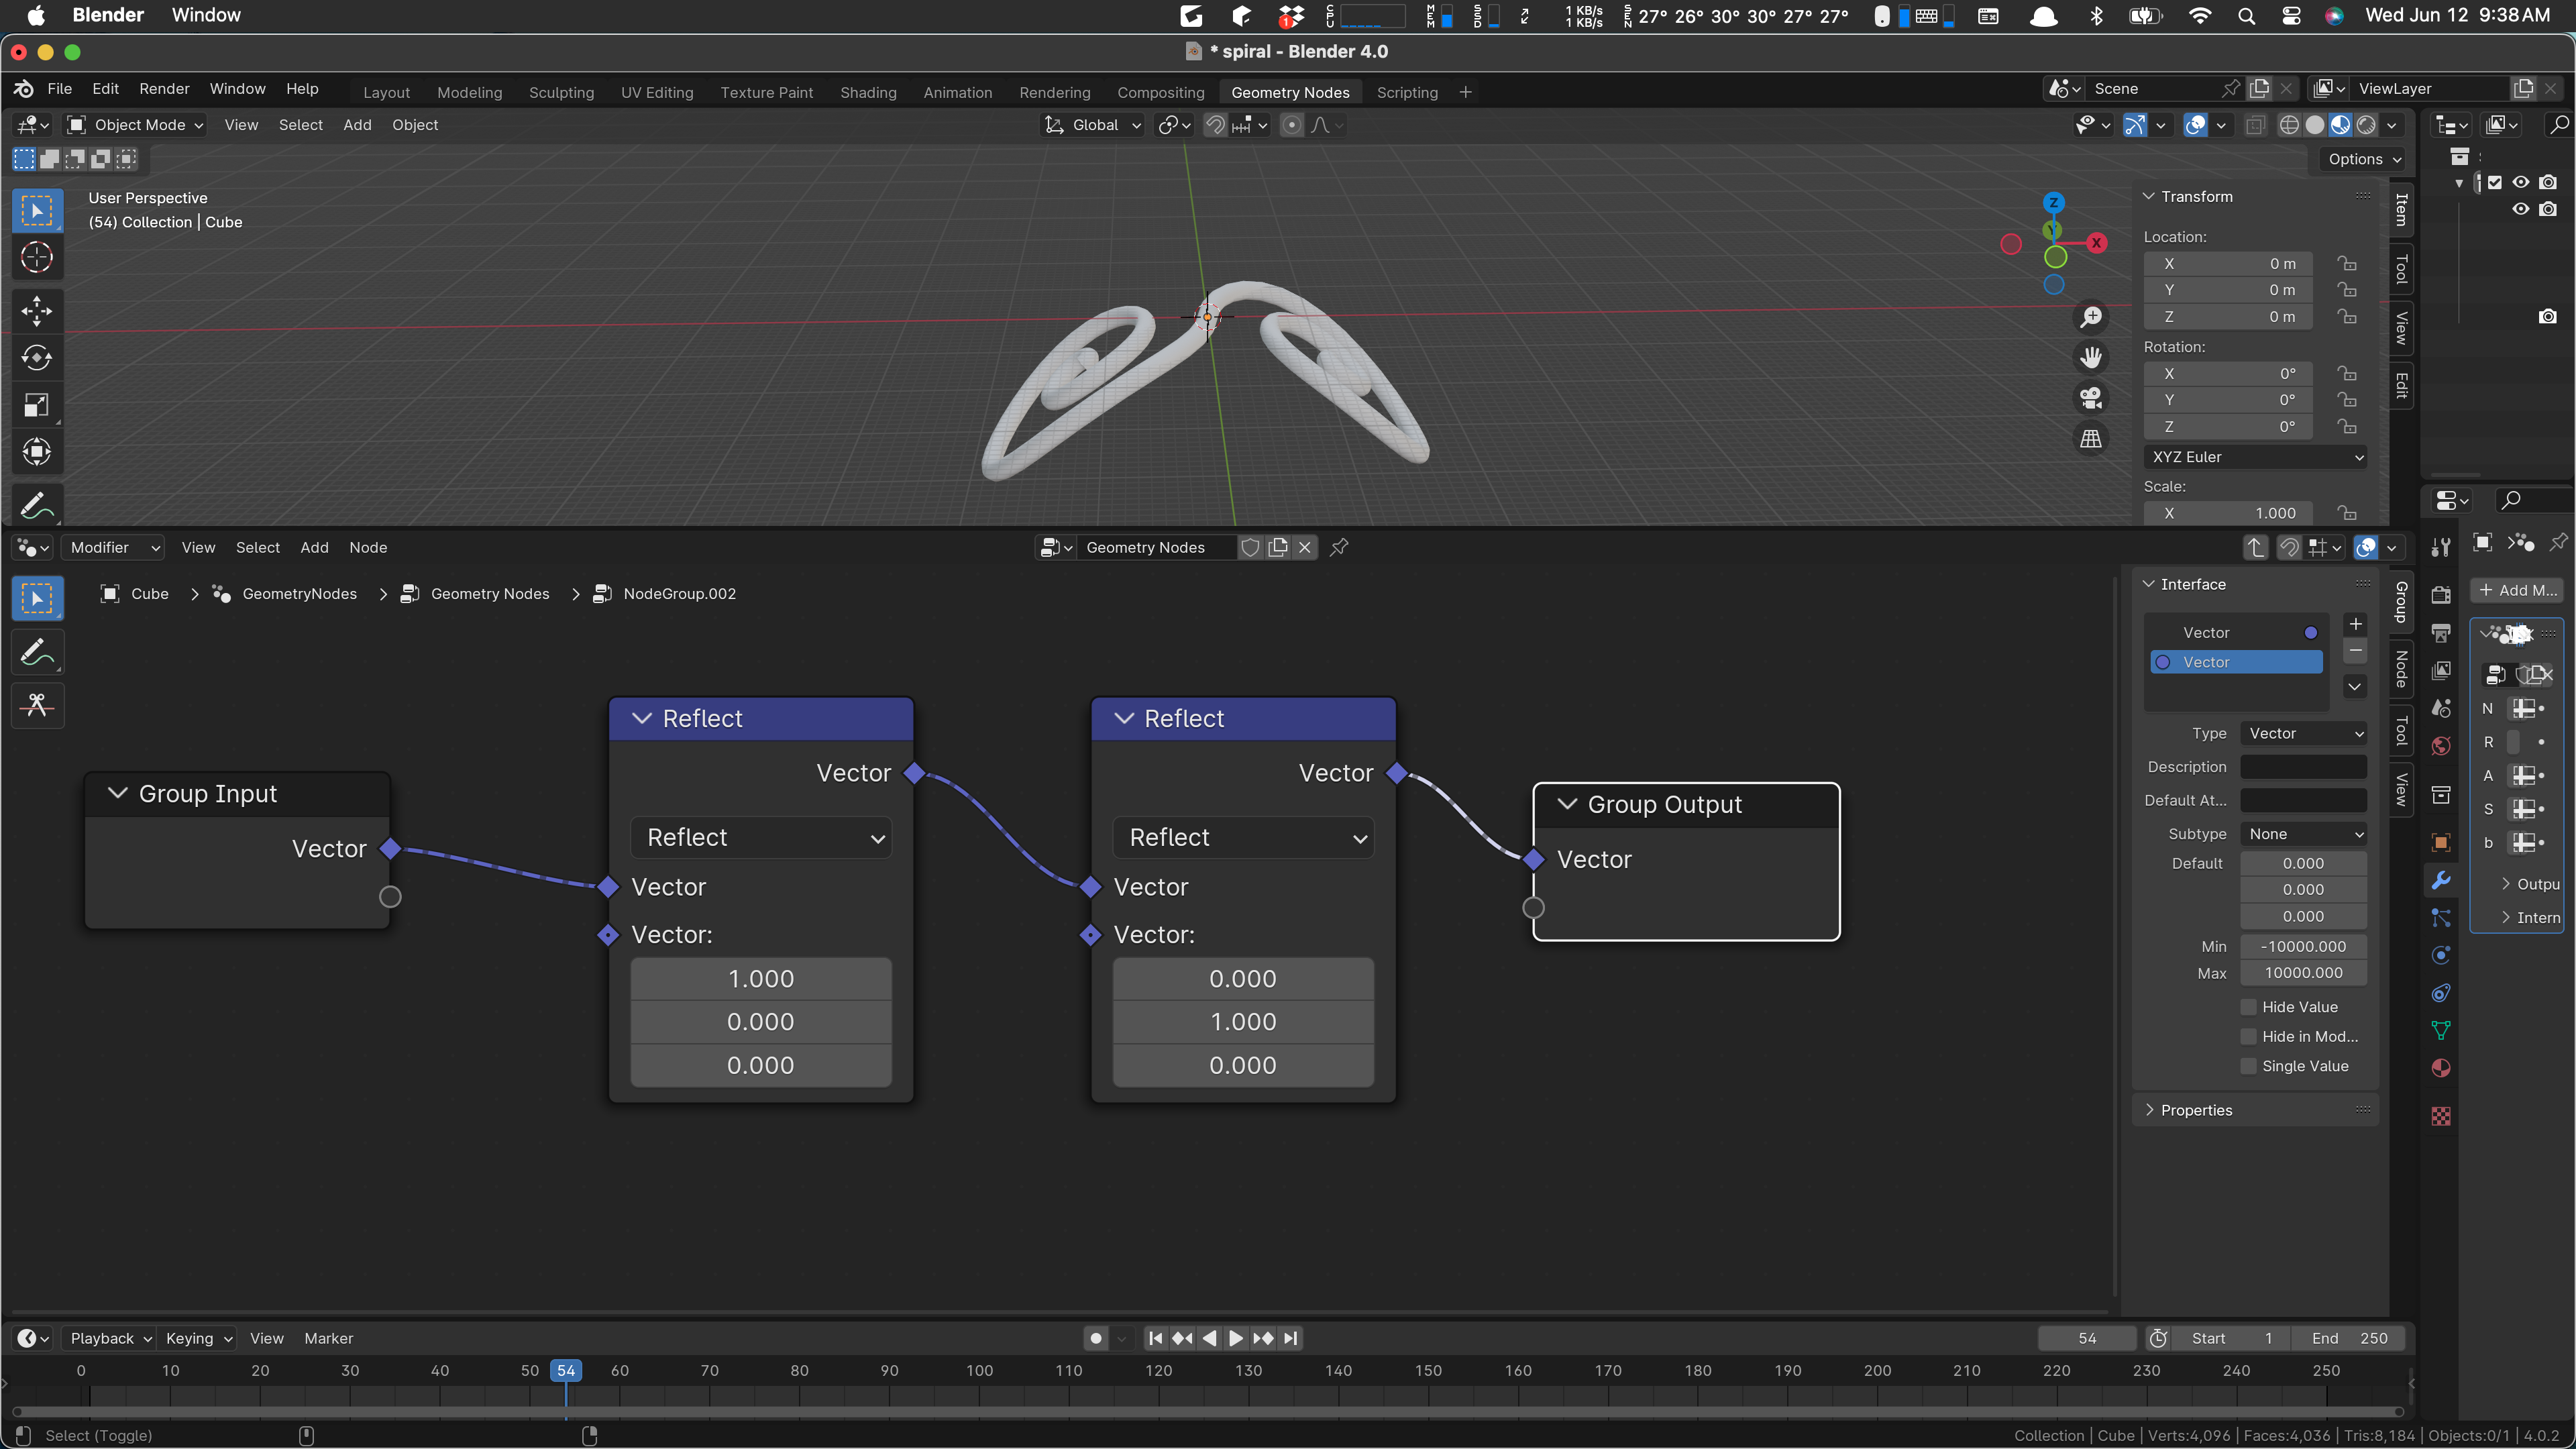 Blender Window
CPU
MEM
SSD
1 KB/s
1 KB/s
SEN
27° 26° 30° 30° 27° 27°
Wed Jun 12 9:38 AM
* spiral - Blender 4.0
File Edit Render Window Help
Layout Modeling Sculpting UV Editing Texture Paint Shading Animation Rendering Compositing Geometry Nodes Scripting +
Scene
ViewLayer
Object Mode View Select Add Object
Global
Options
User Perspective
(54) Collection | Cube
Z
X
Transform
Location:
X 0 m
Y 0 m
Z 0 m
Rotation:
X 0°
Y 0°
Z 0°
XYZ Euler
Scale:
X 1.000
Item
Tool
View
Edit
Modifier View Select Add Node
Geometry Nodes
Cube > GeometryNodes > Geometry Nodes > NodeGroup.002
Group Input
Vector
Reflect
Vector
Reflect
Vector
Vector:
1.000
0.000
0.000
Reflect
Vector
Reflect
Vector
Vector:
0.000
1.000
0.000
Group Output
Vector
Interface
Vector
Vector
Type Vector
Description
Default At...
Subtype None
Default 0.000
0.000
0.000
Min -10000.000
Max 10000.000
Hide Value
Hide in Mod...
Single Value
Properties
Group
Node
Tool
View
+ Add M...
N
R
A
S
b
Outpu
Intern
Playback Keying View Marker
54
Start 1
End 250
0 10 20 30 40 50 54 60 70 80 90 100 110 120 130 140 150 160 170 180 190 200 210 220 230 240 250
Select (Toggle)
Collection | Cube | Verts:4,096 | Faces:4,036 | Tris:8,184 | Objects:0/1 | 4.0.2